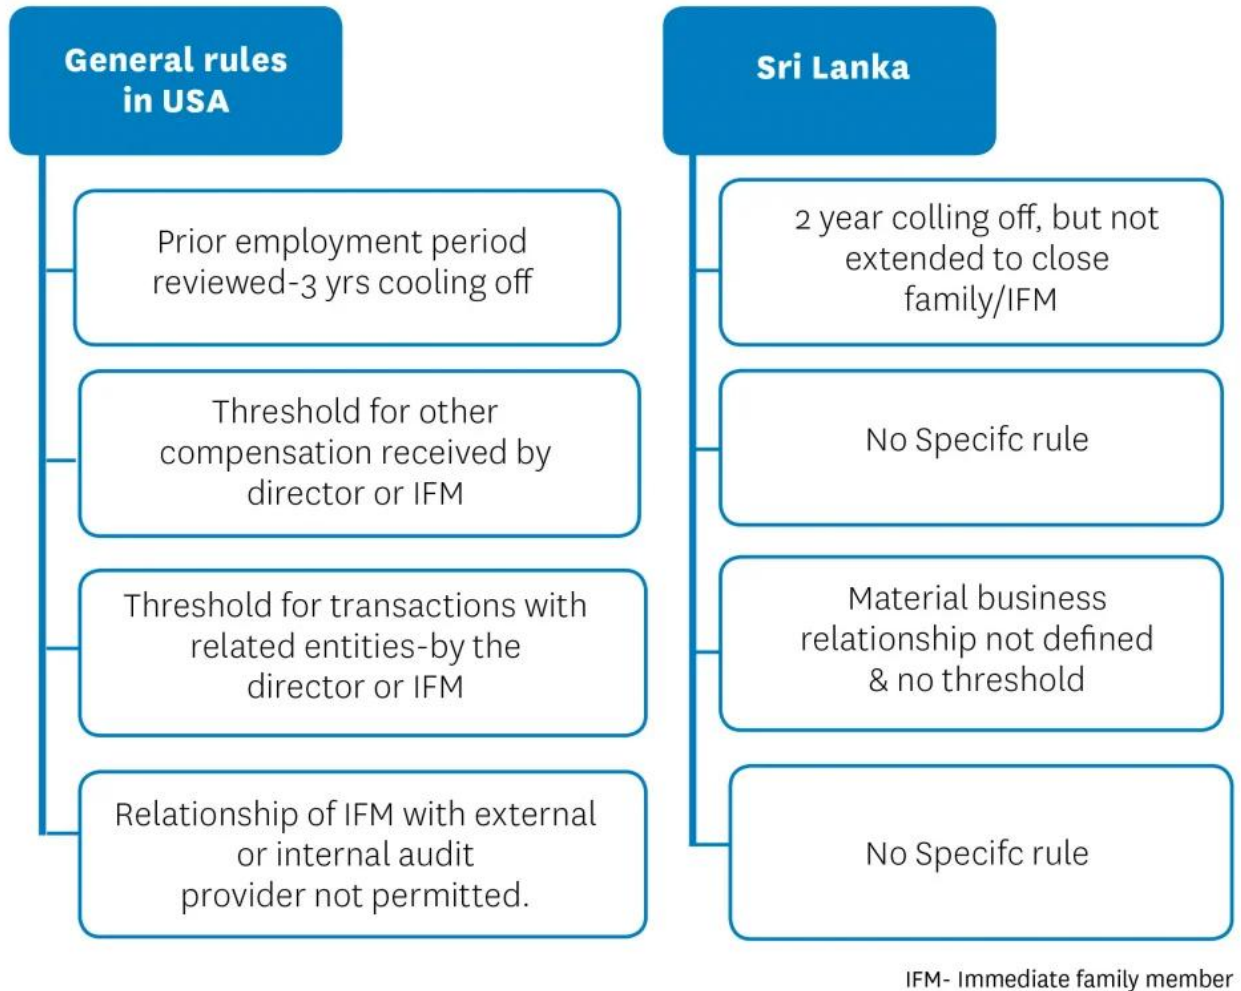 General rules
in USA
Prior employment period
reviewed-3 yrs cooling off
Threshold for other
compensation received by
director or IFM
Threshold for transactions with
related entities-by the
director or IFM
Relationship of IFM with external
or internal audit
provider not permitted.
Sri Lanka
2 year colling off, but not
extended to close
family/IFM
No Specifc rule
Material business
relationship not defined
& no threshold
No Specifc rule
IFM- Immediate family member